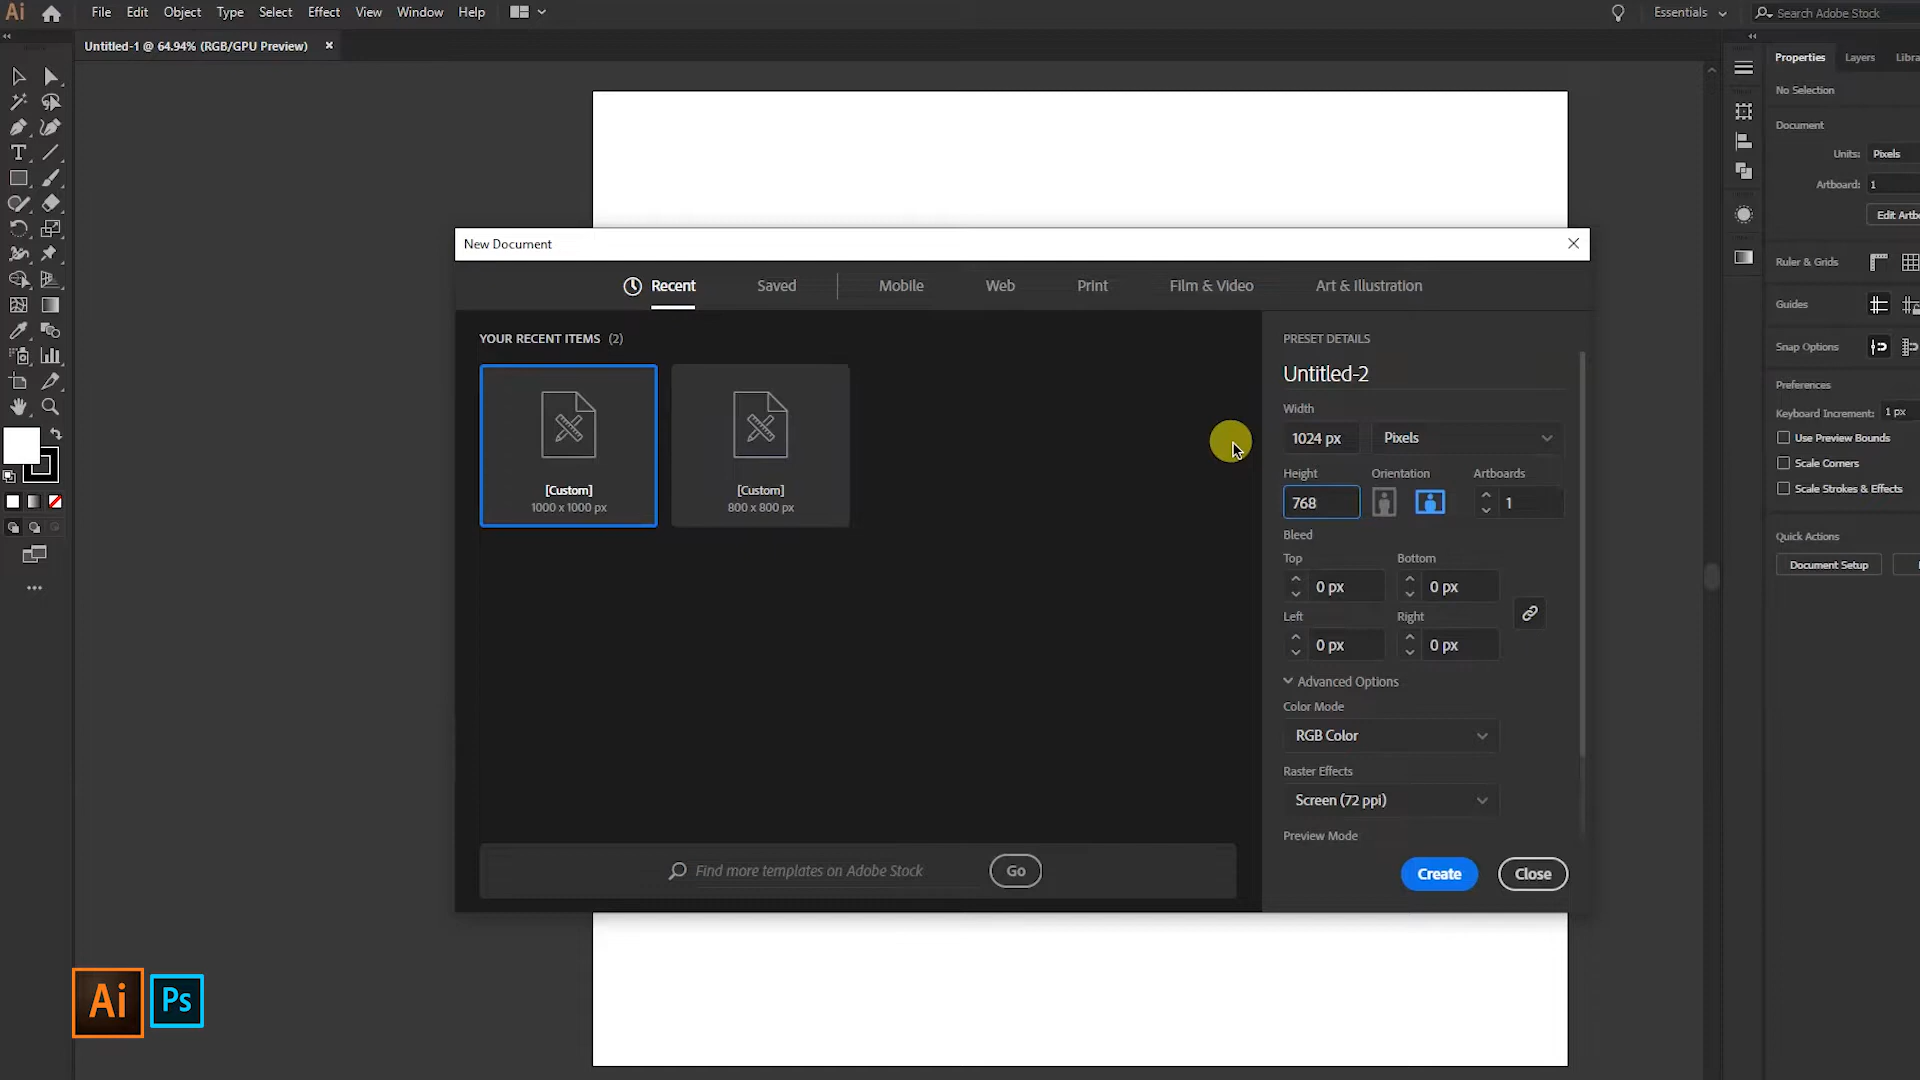 Ai File Edit Object Type Select Effect View Window Help Essentials Search Adobe Stock
Untitled-1 @ 64.94% (RGB/GPU Preview)
Properties Layers Libra
No Selection
Document
Units: Pixels
Artboard: 1
Edit Artbo
Ruler & Grids
Guides
Snap Options
Preferences
Keyboard Increment: 1 px
Use Preview Bounds
Scale Corners
Scale Strokes & Effects
Quick Actions
Document Setup
New Document
Recent Saved Mobile Web Print Film & Video Art & Illustration
YOUR RECENT ITEMS (2)
[Custom]
1000 x 1000 px
[Custom]
800 x 800 px
Find more templates on Adobe Stock Go
PRESET DETAILS
Untitled-2
Width
1024 px Pixels
Height Orientation Artboards
768 1
Bleed
Top Bottom
0 px 0 px
Left Right
0 px 0 px
Advanced Options
Color Mode
RGB Color
Raster Effects
Screen (72 ppi)
Preview Mode
Create Close
Ai Ps